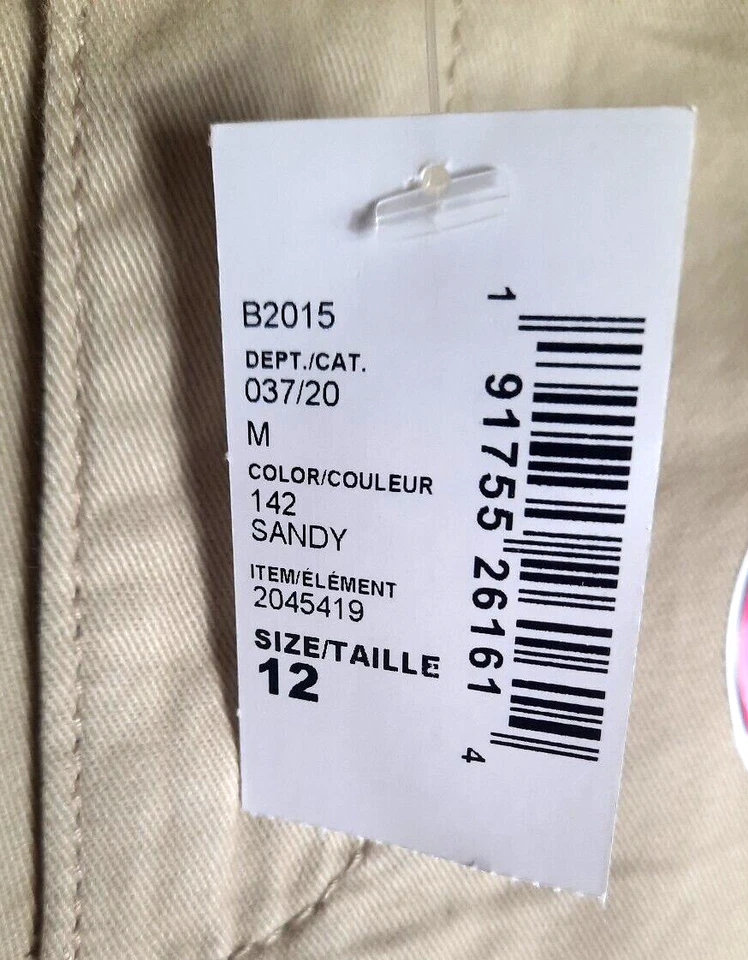 B2015
DEPT./CAT.
037/20
M
COLOR/COULEUR
142
SANDY
ITEM/ÉLÉMENT
2045419
SIZE/TAILLE
12
1 91755 26161 4